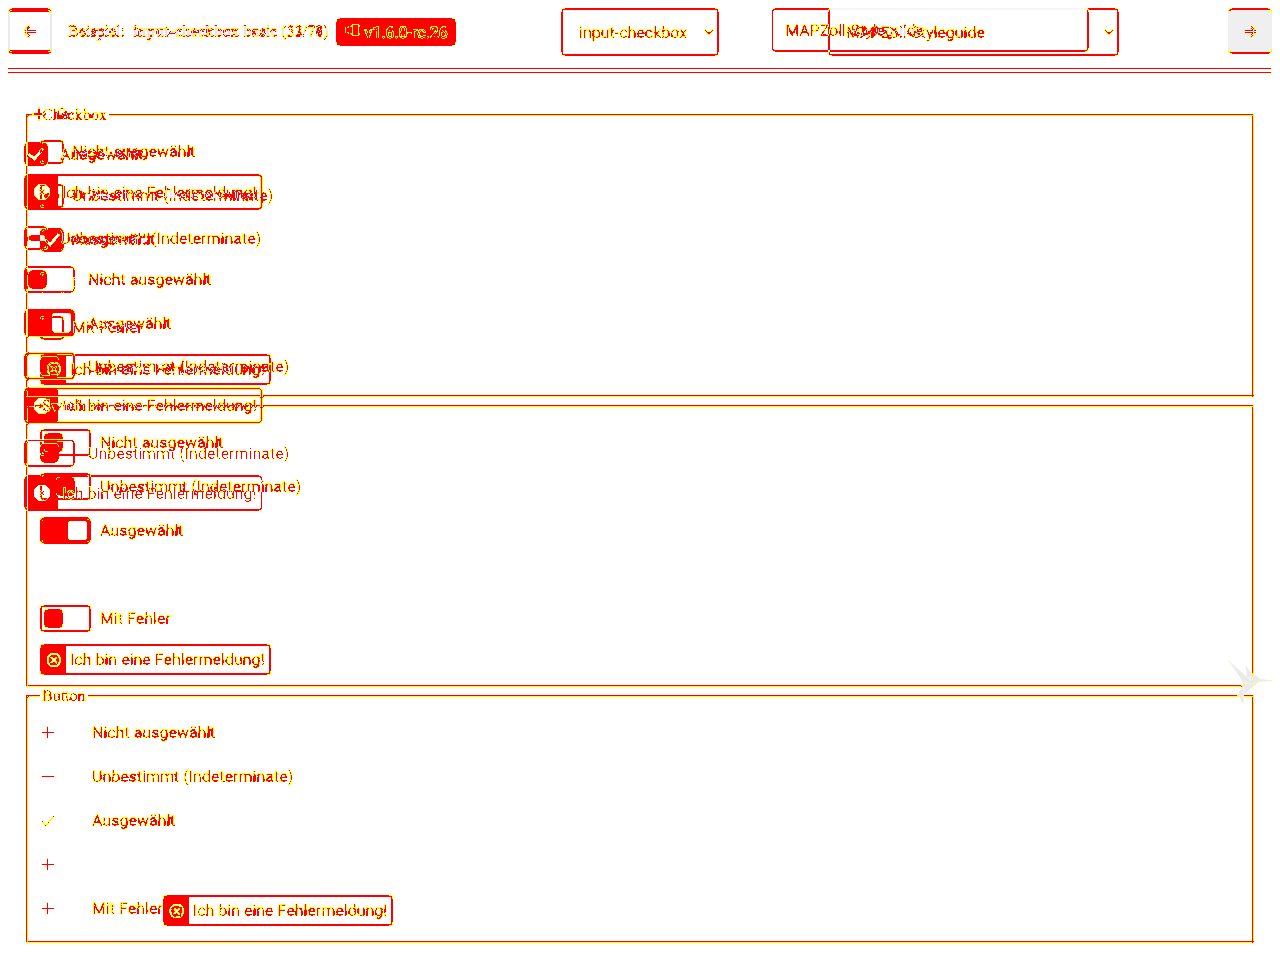 Beispiel: input-checkbox basic (33/78) v1.6.0-rc.26 input-checkbox MAPZoll Styleguide
Checkbox
Nicht ausgewählt
Ausgewählt
Ich bin eine Fehlermeldung!
Unbestimmt (Indeterminate)
Unbestimmt (Indeterminate)
Ausgewählt
Nicht ausgewählt
Ausgewählt
Mit Fehler
Unbestimmt (Indeterminate)
Ich bin eine Fehlermeldung!
Ich bin eine Fehlermeldung!
Nicht ausgewählt
Unbestimmt (Indeterminate)
Unbestimmt (Indeterminate)
Ich bin eine Fehlermeldung!
Ausgewählt
Mit Fehler
Ich bin eine Fehlermeldung!
Button
Nicht ausgewählt
Unbestimmt (Indeterminate)
Ausgewählt
Mit Fehler Ich bin eine Fehlermeldung!